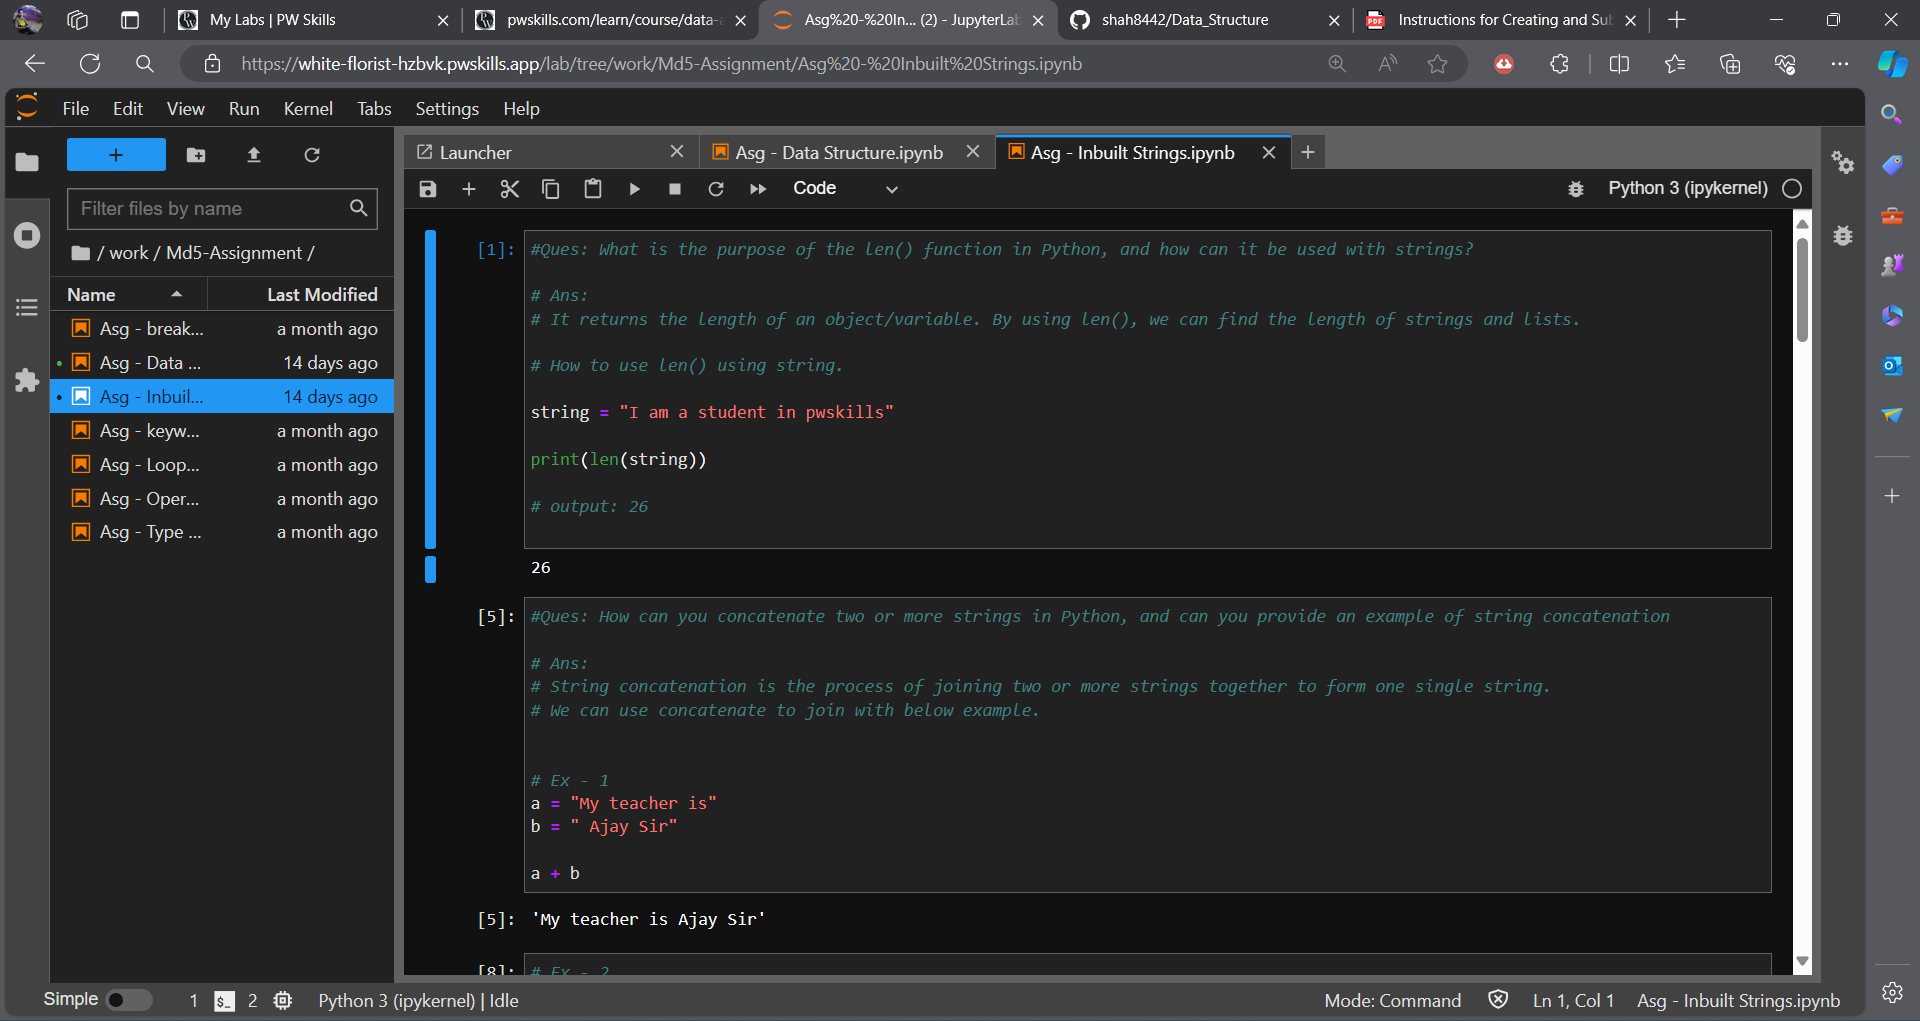 My Labs | PW Skills
pwskills.com/learn/course/data-
Asg%20-%20In... (2) - JupyterLab
shah8442/Data_Structure
Instructions for Creating and Su
https://white-florist-hzbvk.pwskills.app/lab/tree/work/Md5-Assignment/Asg%20-%20Inbuilt%20Strings.ipynb
File Edit View Run Kernel Tabs Settings Help
Launcher
Asg - Data Structure.ipynb
Asg - Inbuilt Strings.ipynb
Code
Python 3 (ipykernel)
Filter files by name
/ work / Md5-Assignment /
Name Last Modified
Asg - break... a month ago
Asg - Data ... 14 days ago
Asg - Inbuil... 14 days ago
Asg - keyw... a month ago
Asg - Loop... a month ago
Asg - Oper... a month ago
Asg - Type ... a month ago
[1]: #Ques: What is the purpose of the len() function in Python, and how can it be used with strings?
# Ans:
# It returns the length of an object/variable. By using len(), we can find the length of strings and lists.
# How to use len() using string.
string = "I am a student in pwskills"
print(len(string))
# output: 26
26
[5]: #Ques: How can you concatenate two or more strings in Python, and can you provide an example of string concatenation
# Ans:
# String concatenation is the process of joining two or more strings together to form one single string.
# We can use concatenate to join with below example.
# Ex - 1
a = "My teacher is"
b = " Ajay Sir"
a + b
[5]: 'My teacher is Ajay Sir'
[8]: # Ex - 2
Simple 1 2 Python 3 (ipykernel) | Idle Mode: Command Ln 1, Col 1 Asg - Inbuilt Strings.ipynb